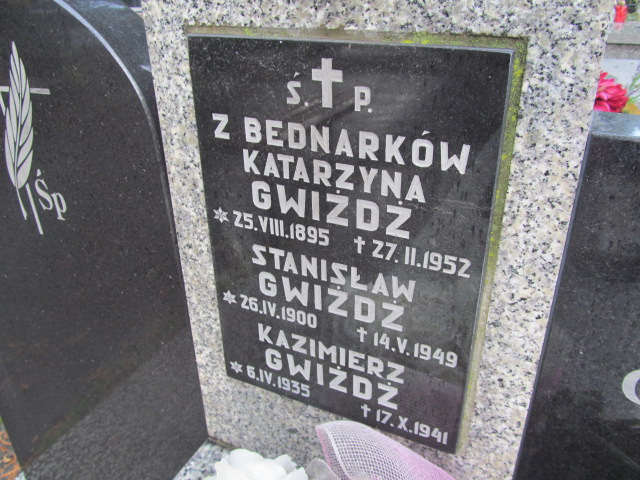 Ś. P.
Z BEDNARKÓW
KATARZYNA
GWIŻDŻ
* 25.VIII.1895 † 27.II.1952
STANISŁAW
GWIŻDŻ
* 26.IV.1900 † 14.V.1949
KAZIMIERZ
GWIŻDŻ
* 6.IV.1935 † 17.X.1941
Śp